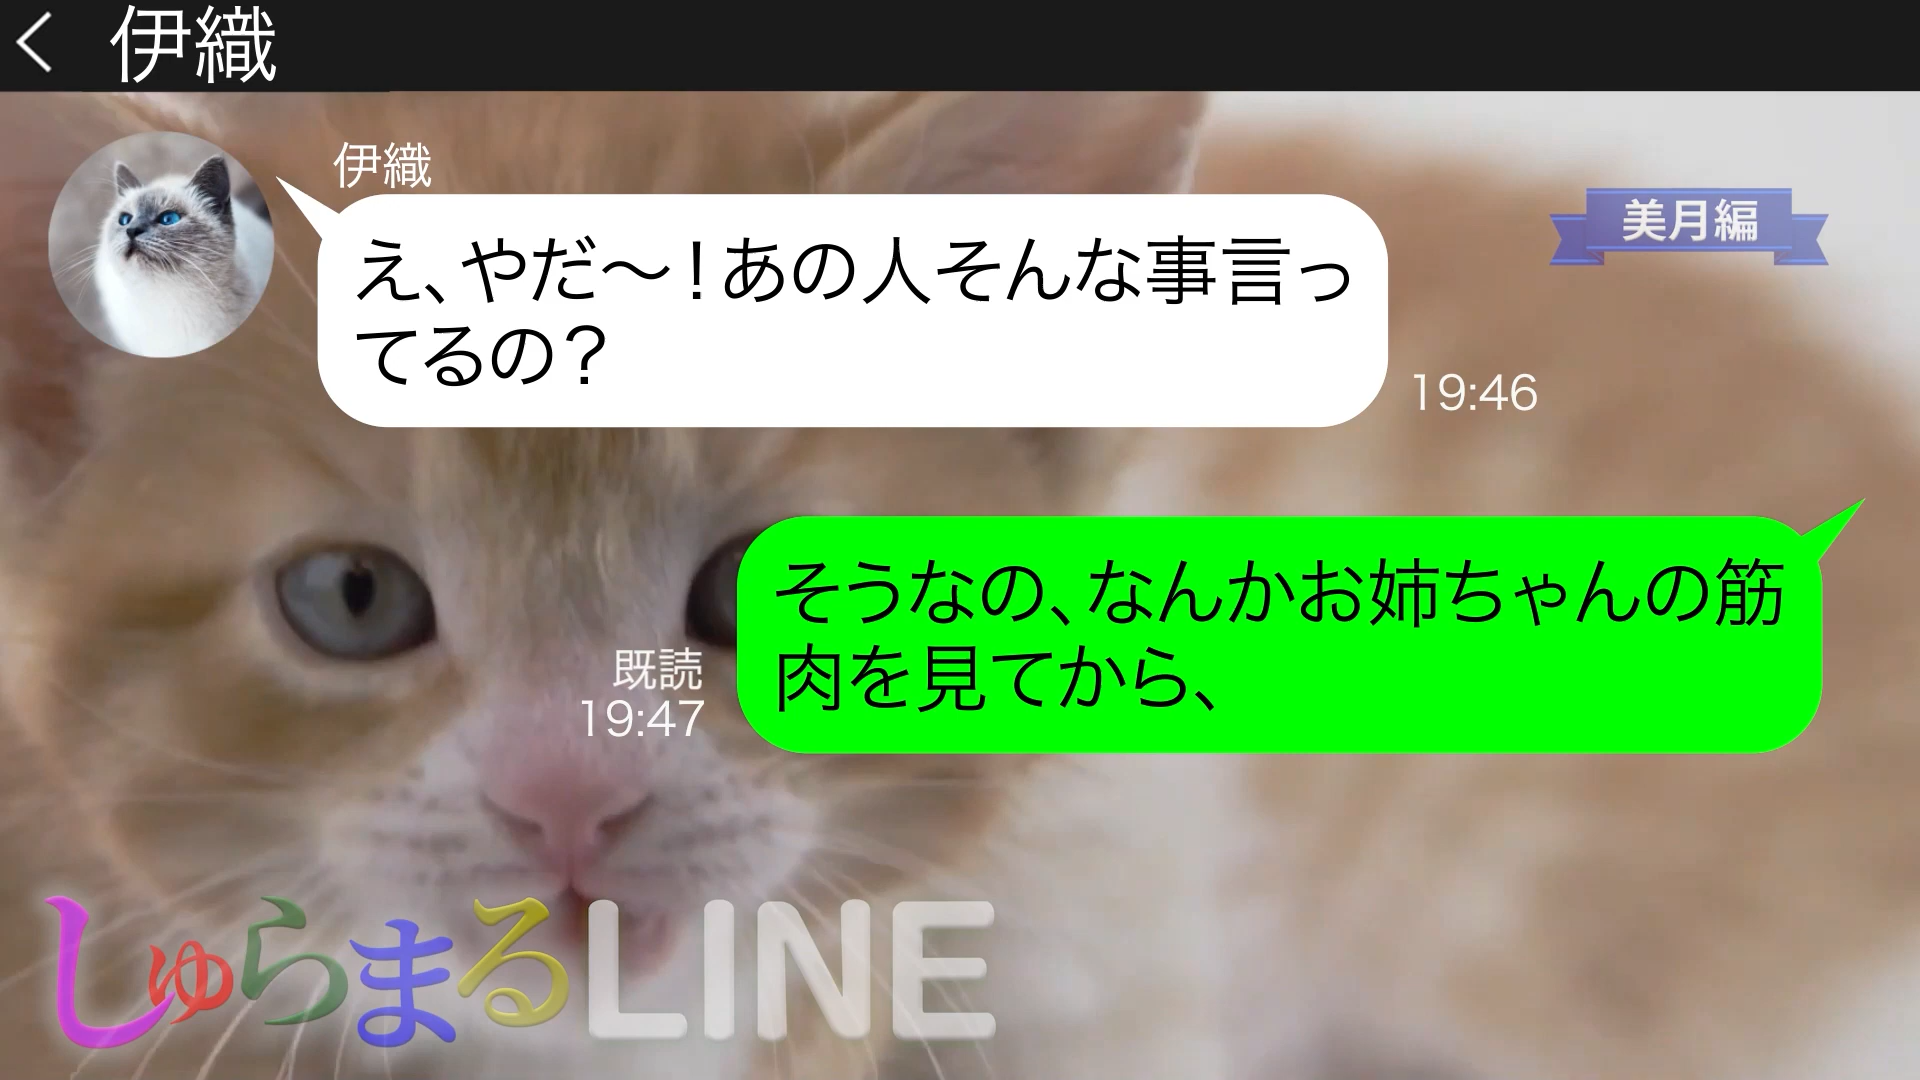 伊織
伊織
美月編
え、やだ〜！あの人そんな事言っ
てるの？
19:46
そうなの、なんかお姉ちゃんの筋
肉を見てから、
既読
19:47
しゅらまるLINE